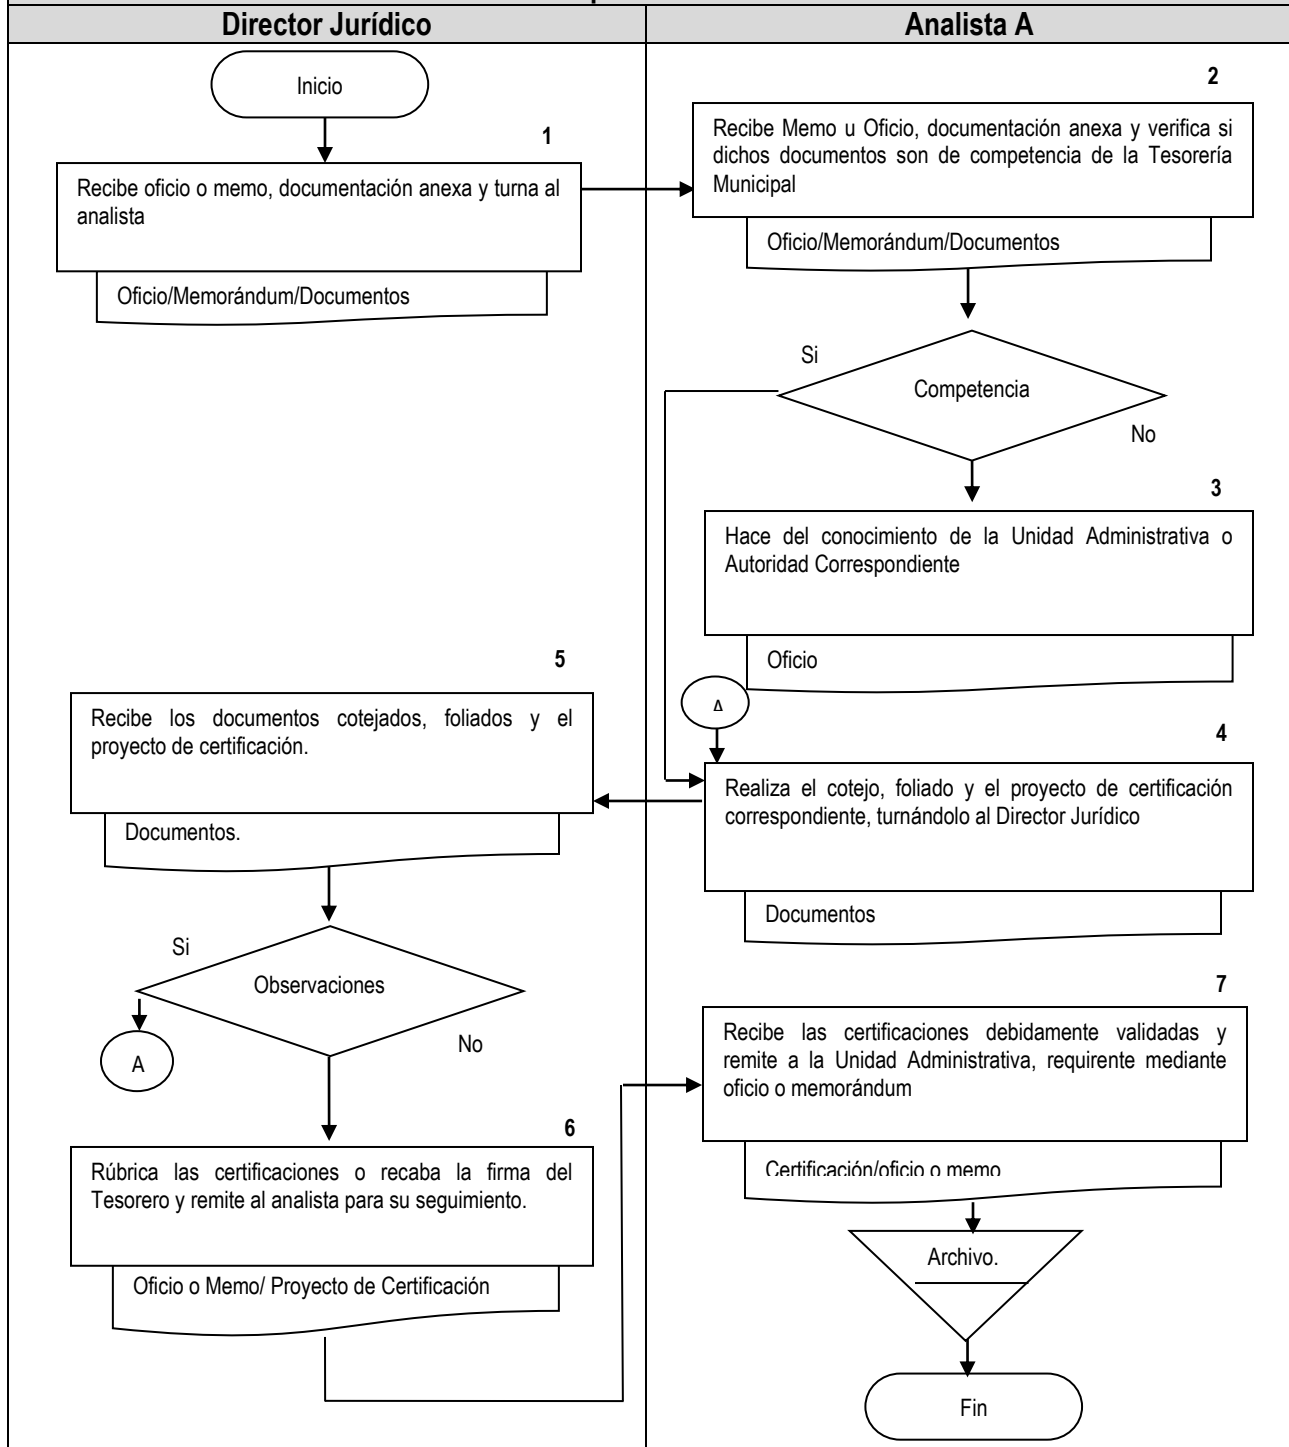 Director Jurídico
Analista A
Inicio
1
Recibe oficio o memo, documentación anexa y turna al
analista
Oficio/Memorándum/Documentos
2
Recibe Memo u Oficio, documentación anexa y verifica si
dichos documentos son de competencia de la Tesorería
Municipal
Oficio/Memorándum/Documentos
Si
Competencia
No
3
Hace del conocimiento de la Unidad Administrativa o
Autoridad Correspondiente
Oficio
A
4
Realiza el cotejo, foliado y el proyecto de certificación
correspondiente, turnándolo al Director Jurídico
Documentos
5
Recibe los documentos cotejados, foliados y el
proyecto de certificación.
Documentos.
Si
Observaciones
No
A
6
Rúbrica las certificaciones o recaba la firma del
Tesorero y remite al analista para su seguimiento.
Oficio o Memo/ Proyecto de Certificación
7
Recibe las certificaciones debidamente validadas y
remite a la Unidad Administrativa, requirente mediante
oficio o memorándum
Certificación/oficio o memo
Archivo.
Fin